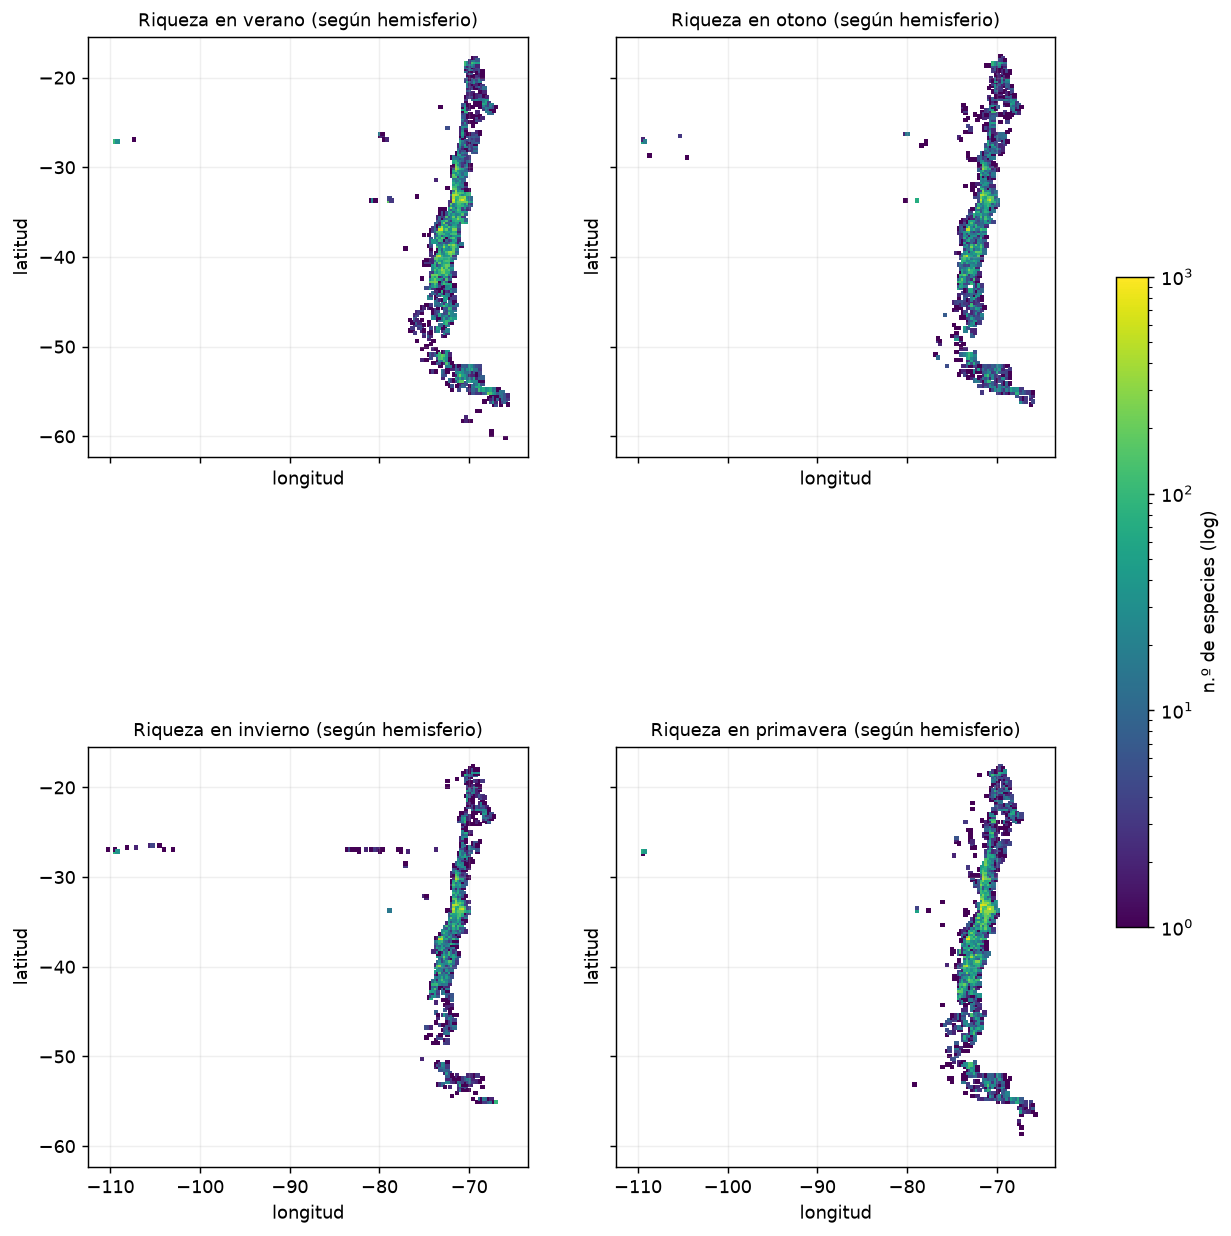 Riqueza en verano (según hemisferio)
Riqueza en otono (según hemisferio)
−20
−30
−40
−50
−60
latitud
longitud
latitud
longitud
10³
10²
10¹
10⁰
n.º de especies (log)
Riqueza en invierno (según hemisferio)
Riqueza en primavera (según hemisferio)
−20
−30
−40
−50
−60
latitud
−110 −100 −90 −80 −70
longitud
latitud
−110 −100 −90 −80 −70
longitud